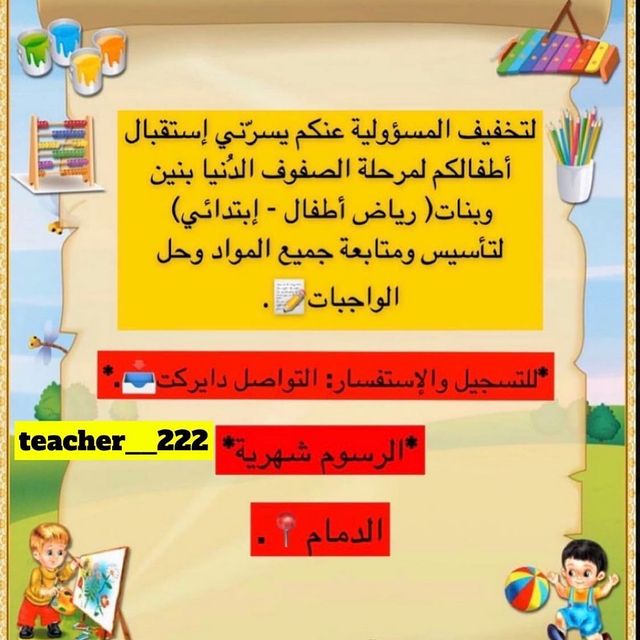 لتخفيف المسؤولية عنكم يسرّني إستقبال
أطفالكم لمرحلة الصفوف الدُنيا بنين
وبنات( رياض أطفال - إبتدائي)
لتأسيس ومتابعة جميع المواد وحل
الواجبات📝.
*للتسجيل والإستفسار: التواصل دايركت📥.*
teacher__222
*الرسوم شهرية*
الدمام📍.